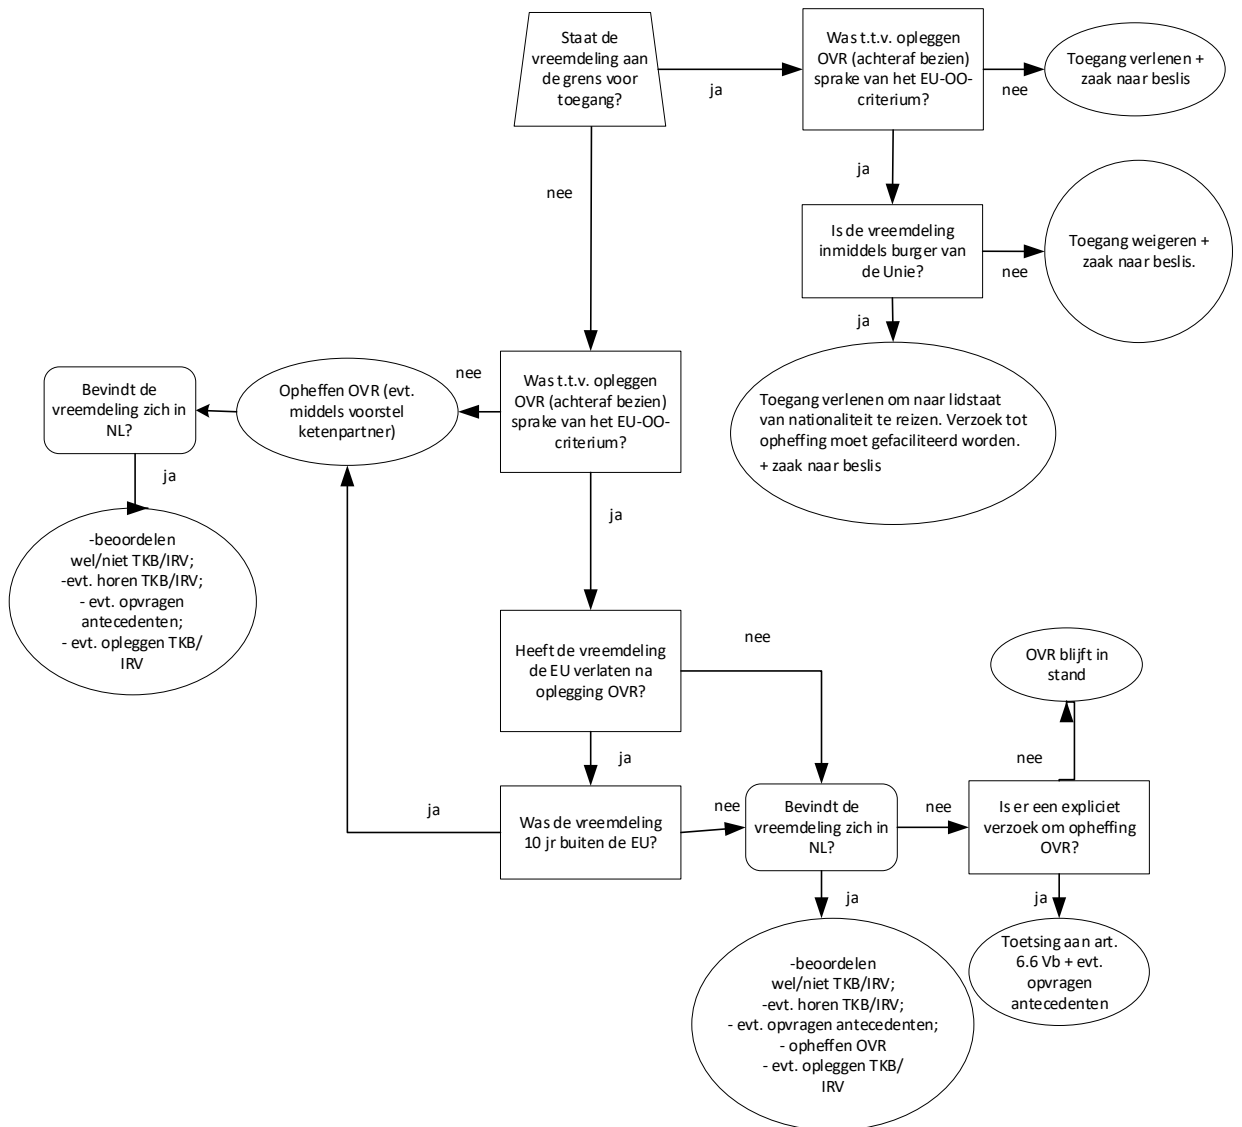 Staat de
vreemdeling aan
de grens voor
toegang?
ja
Was t.t.v. opleggen
OVR (achteraf bezien)
sprake van het EU-OO-
criterium?
nee
Toegang verlenen +
zaak naar beslis
ja
nee
Is de vreemdeling
inmiddels burger van
de Unie?
nee
Toegang weigeren +
zaak naar beslis.
ja
Toegang verlenen om naar lidstaat
van nationaliteit te reizen. Verzoek tot
opheffing moet gefaciliteerd worden.
+ zaak naar beslis
Was t.t.v. opleggen
OVR (achteraf bezien)
sprake van het EU-OO-
criterium?
nee
Opheffen OVR (evt.
middels voorstel
ketenpartner)
Bevindt de
vreemdeling zich in
NL?
ja
-beoordelen
wel/niet TKB/IRV;
-evt. horen TKB/IRV;
- evt. opvragen
antecedenten;
- evt. opleggen TKB/
IRV
ja
Heeft de vreemdeling
de EU verlaten na
oplegging OVR?
nee
ja
Was de vreemdeling
10 jr buiten de EU?
ja
nee
Bevindt de
vreemdeling zich in
NL?
nee
Is er een expliciet
verzoek om opheffing
OVR?
nee
OVR blijft in
stand
ja
Toetsing aan art.
6.6 Vb + evt.
opvragen
antecedenten
ja
-beoordelen
wel/niet TKB/IRV;
-evt. horen TKB/IRV;
- evt. opvragen antecedenten;
- opheffen OVR
- evt. opleggen TKB/
IRV